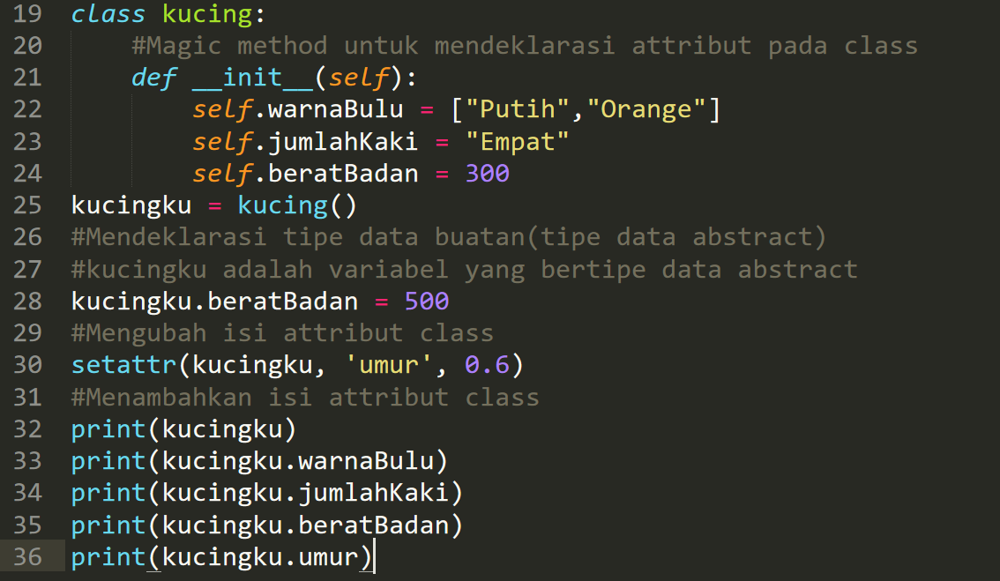 19 class kucing:
20     #Magic method untuk mendeklarasi attribut pada class
21     def __init__(self):
22         self.warnaBulu = ["Putih","Orange"]
23         self.jumlahKaki = "Empat"
24         self.beratBadan = 300
25 kucingku = kucing()
26 #Mendeklarasi tipe data buatan(tipe data abstract)
27 #kucingku adalah variabel yang bertipe data abstract
28 kucingku.beratBadan = 500
29 #Mengubah isi attribut class
30 setattr(kucingku, 'umur', 0.6)
31 #Menambahkan isi attribut class
32 print(kucingku)
33 print(kucingku.warnaBulu)
34 print(kucingku.jumlahKaki)
35 print(kucingku.beratBadan)
36 print(kucingku.umur)